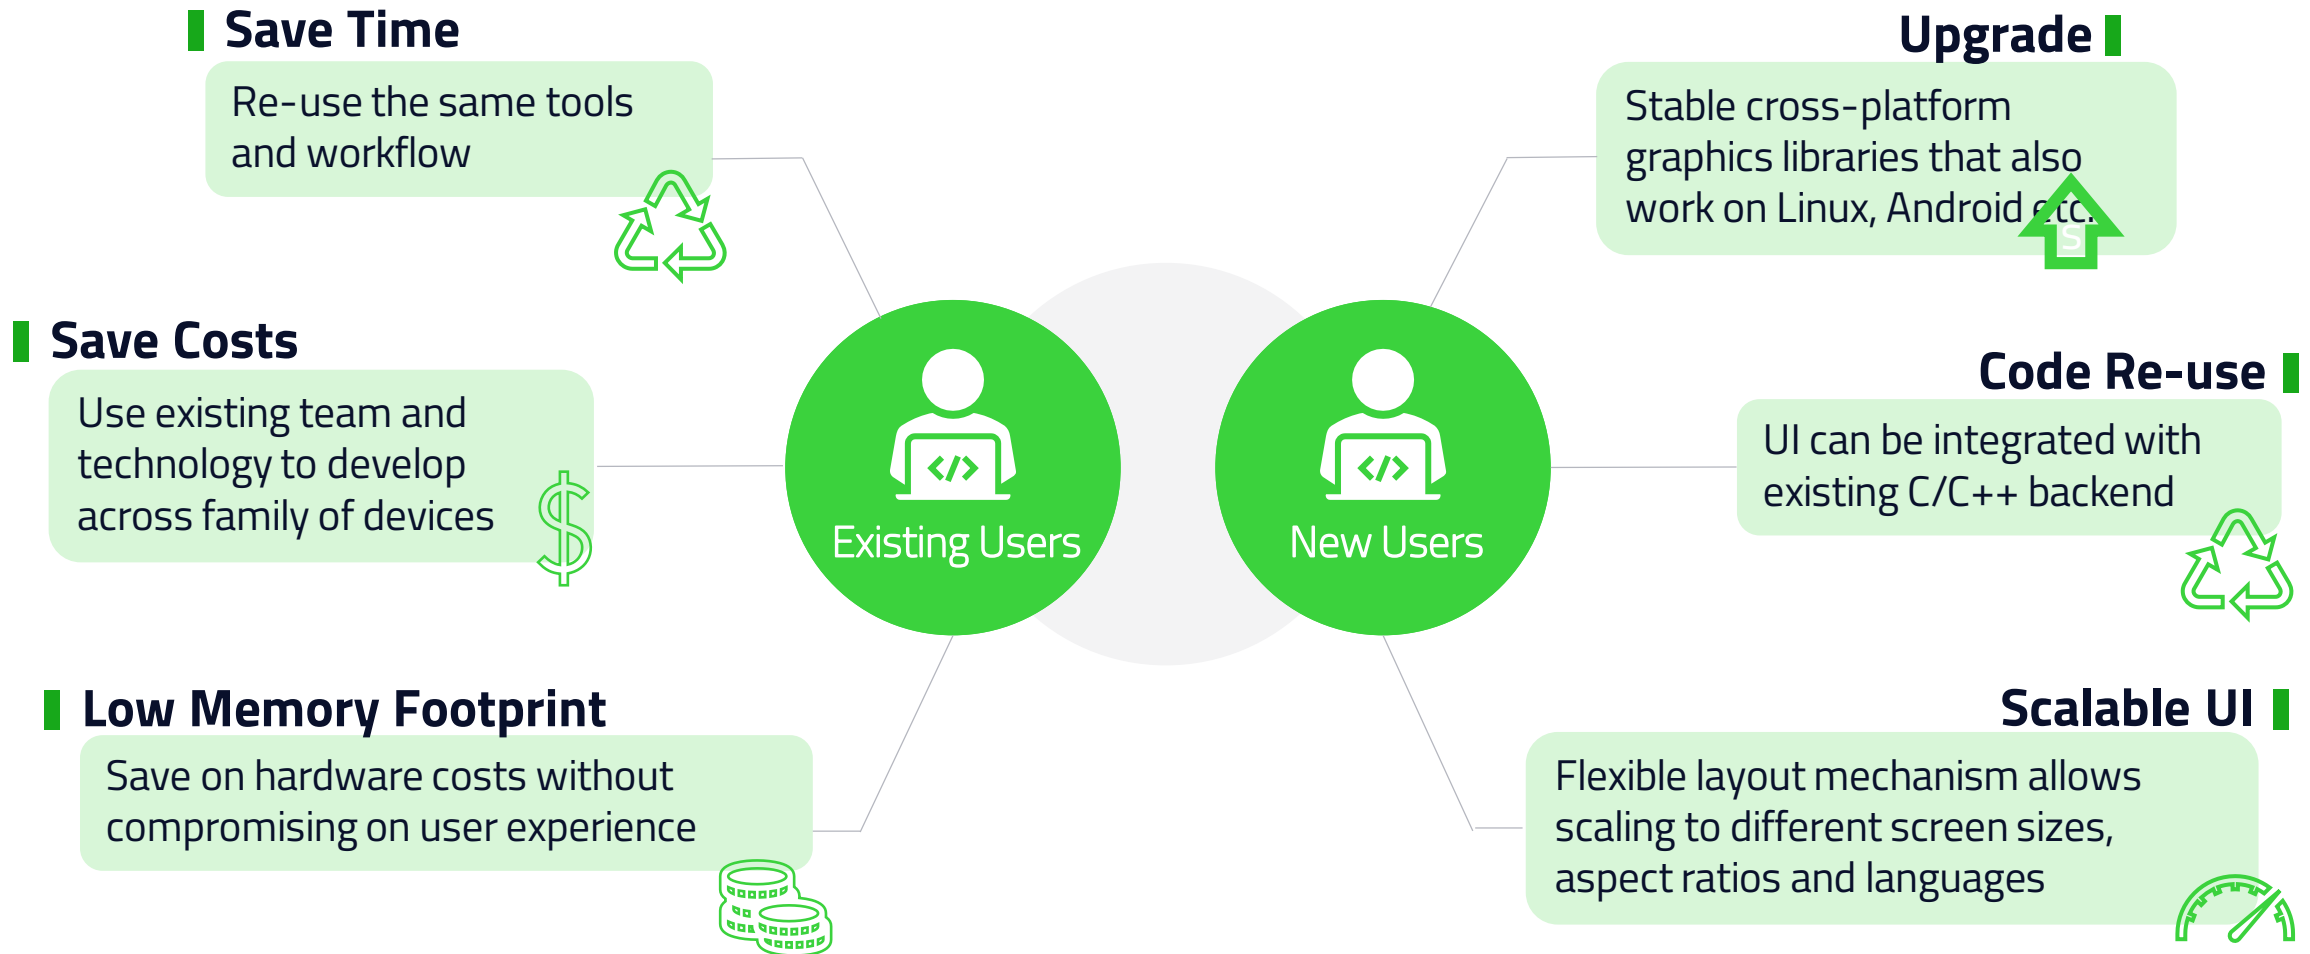 Save Time
Re-use the same tools
and workflow
Save Costs
Use existing team and
technology to develop
across family of devices
Low Memory Footprint
Save on hardware costs without
compromising on user experience
</>
Existing Users
</>
New Users
Upgrade
Stable cross-platform
graphics libraries that also
work on Linux, Android etc.
S
Code Re-use
UI can be integrated with
existing C/C++ backend
Scalable UI
Flexible layout mechanism allows
scaling to different screen sizes,
aspect ratios and languages